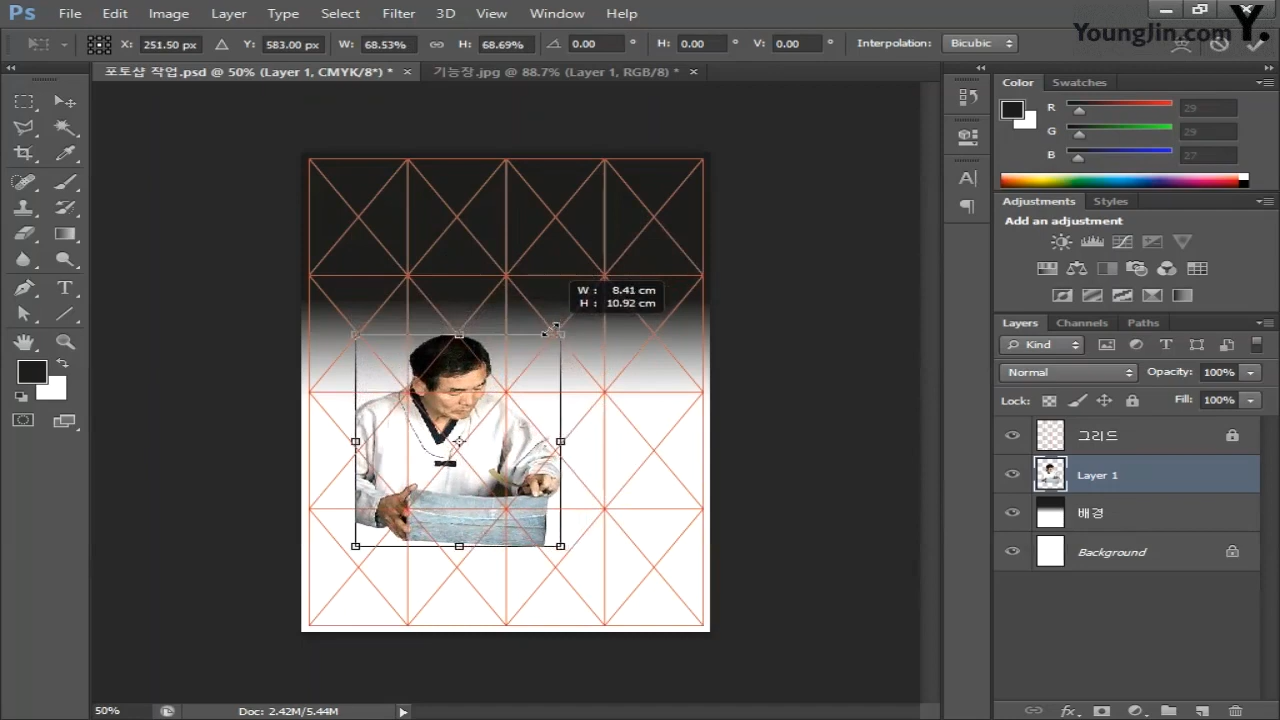 Ps File Edit Image Layer Type Select Filter 3D View Window Help
YoungJin.com Y.
X: 251.50 px Y: 583.00 px W: 68.53% H: 68.69% 0.00 ° H: 0.00 ° V: 0.00 ° Interpolation: Bicubic
포토샵 작업.psd @ 50% (Layer 1, CMYK/8*) * × 기능장.jpg @ 88.7% (Layer 1, RGB/8) * ×
Color Swatches
R 29
G 29
B 27
Adjustments Styles
Add an adjustment
W : 8.41 cm
H : 10.92 cm
Layers Channels Paths
Kind
Normal Opacity: 100%
Lock: Fill: 100%
그리드
Layer 1
배경
Background
50% Doc: 2.42M/5.44M